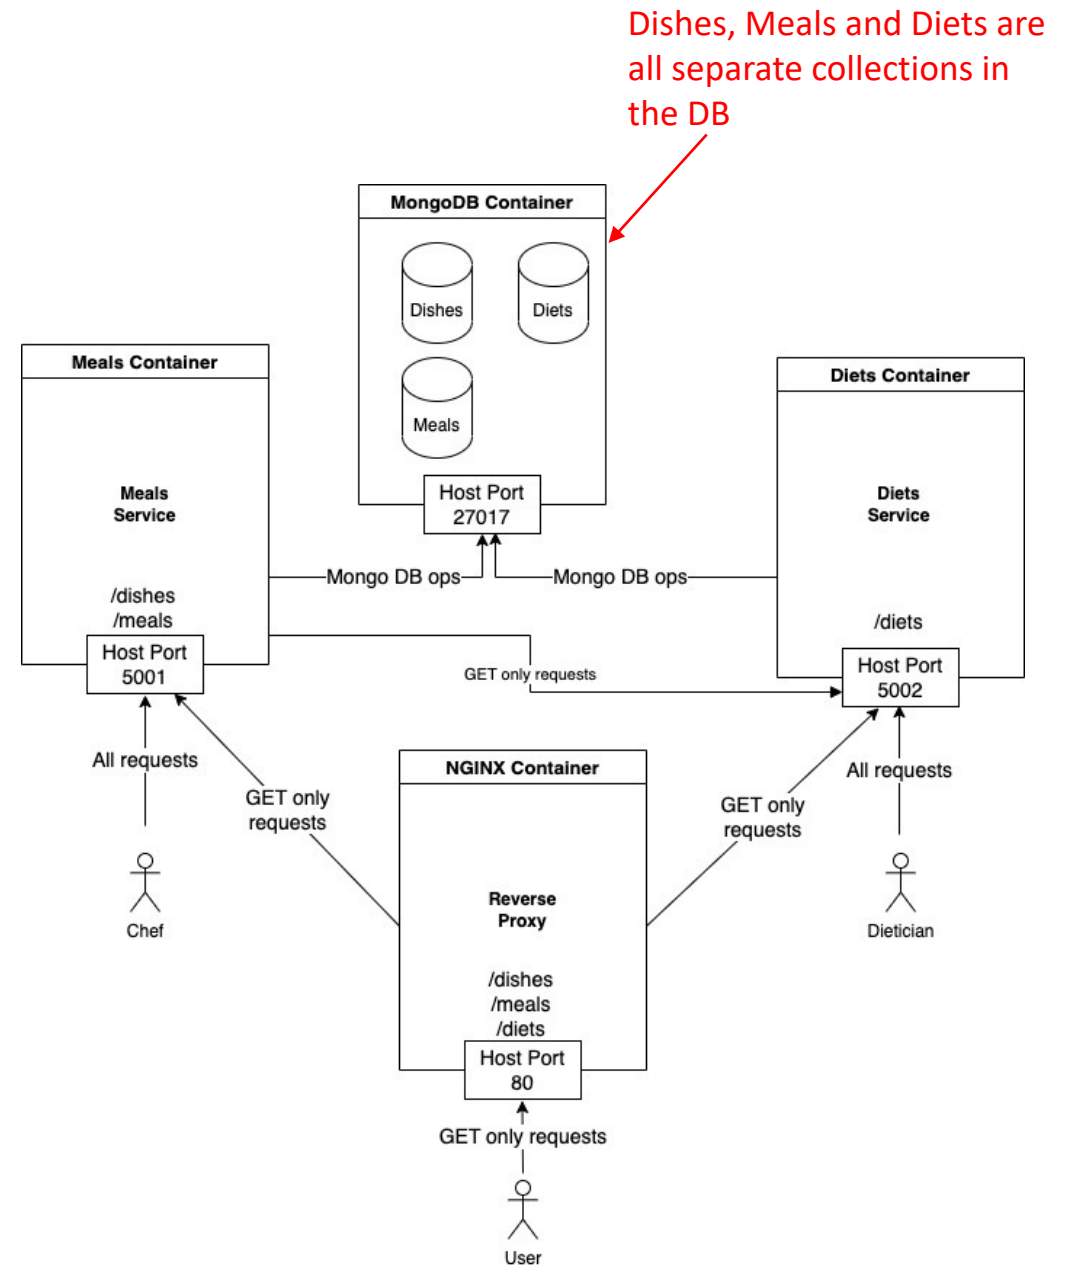 Dishes, Meals and Diets are
all separate collections in
the DB
MongoDB Container
Dishes
Diets
Meals
Host Port
27017
Meals Container
Meals
Service
/dishes
/meals
Host Port
5001
Diets Container
Diets
Service
/diets
Host Port
5002
Mongo DB ops
Mongo DB ops
GET only requests
All requests
GET only
requests
Chef
NGINX Container
Reverse
Proxy
/dishes
/meals
/diets
Host Port
80
GET only
requests
All requests
Dietician
GET only requests
User